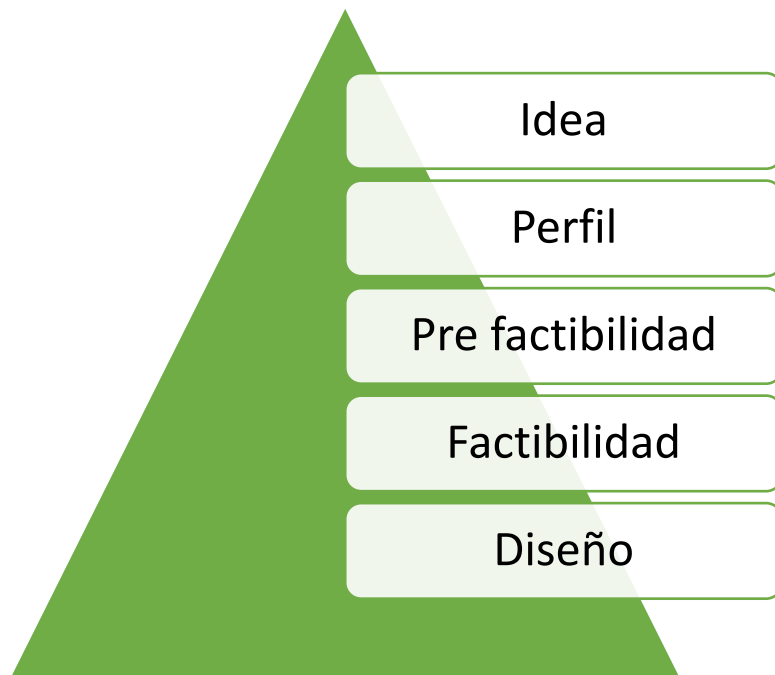 Idea
Perfil
Pre factibilidad
Factibilidad
Diseño